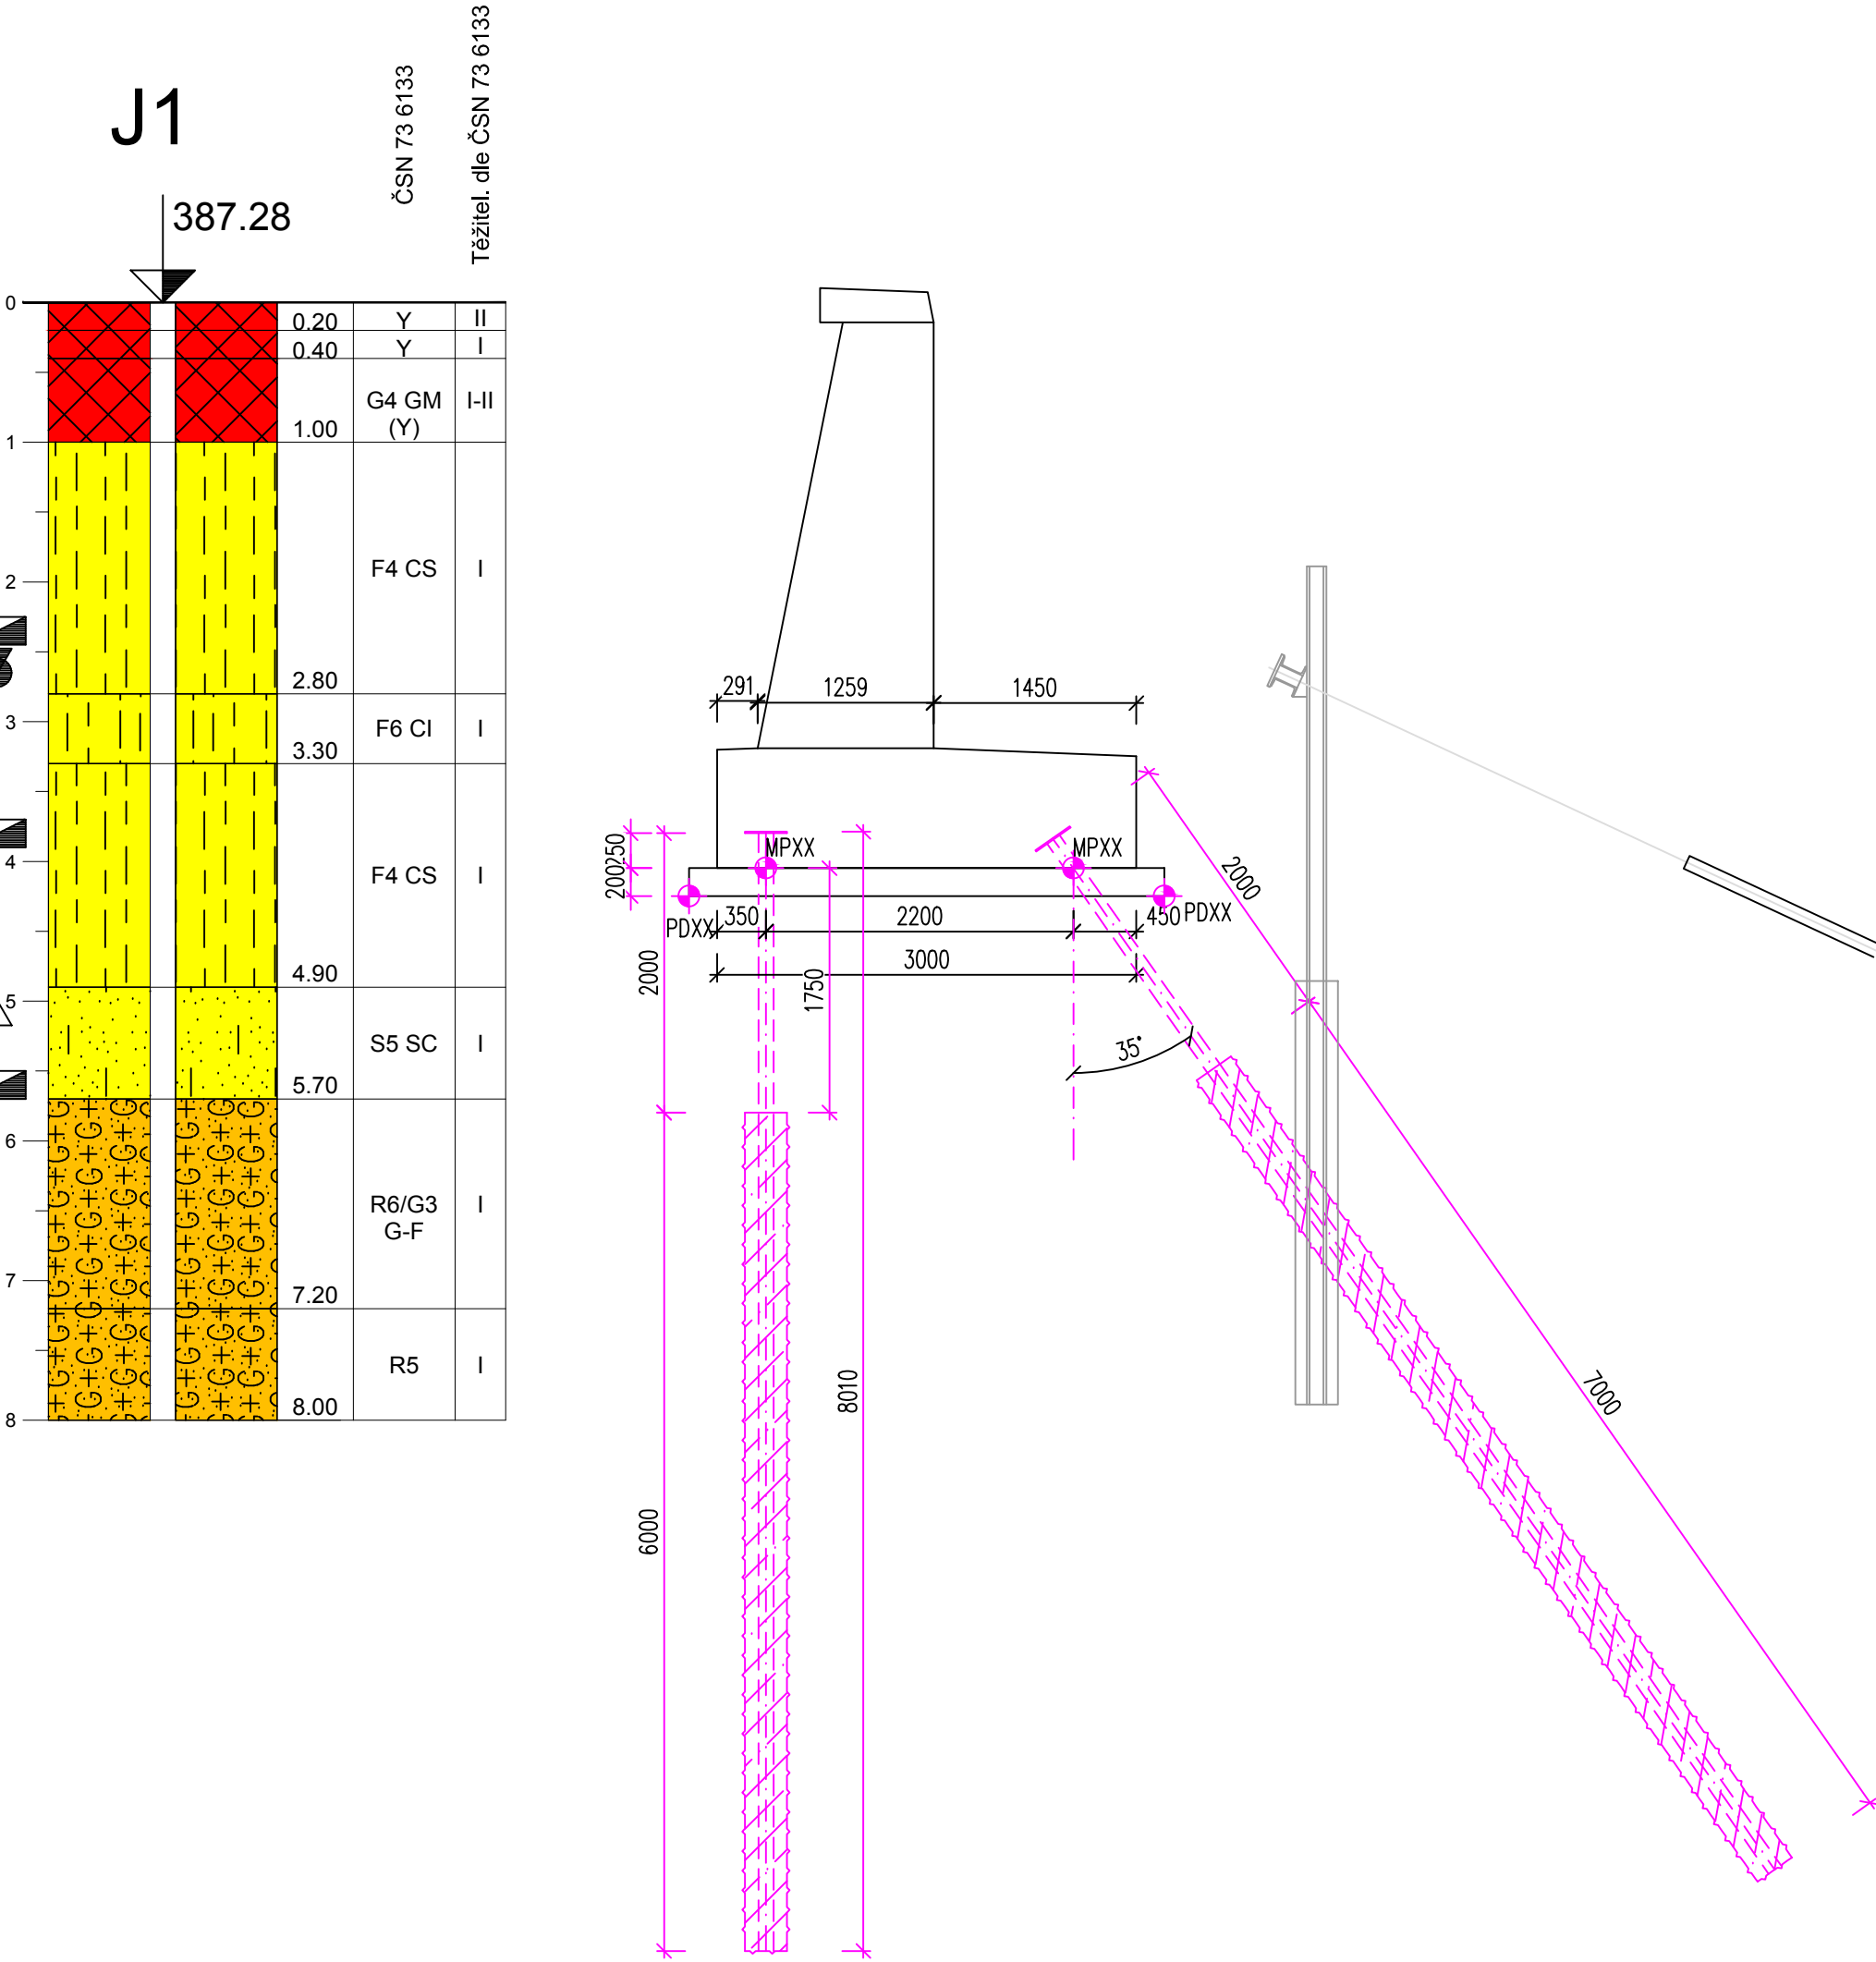 J1
ČSN 73 6133
Těžitel. dle ČSN 73 6133
387.28
0
0.20 Y II
0.40 Y I
G4 GM I-II
(Y)
1.00
1
F4 CS I
2
2.80
F6 CI I
3
3.30
4
F4 CS I
4.90
5
S5 SC I
5.70
6
R6/G3 I
G-F
7
7.20
R5 I
8.00
8
291 1259 1450
250
200
MPXX MPXX
PDXX PDXX
350 2200 450
3000
2000
1750
2000
35°
6000
8010
7000